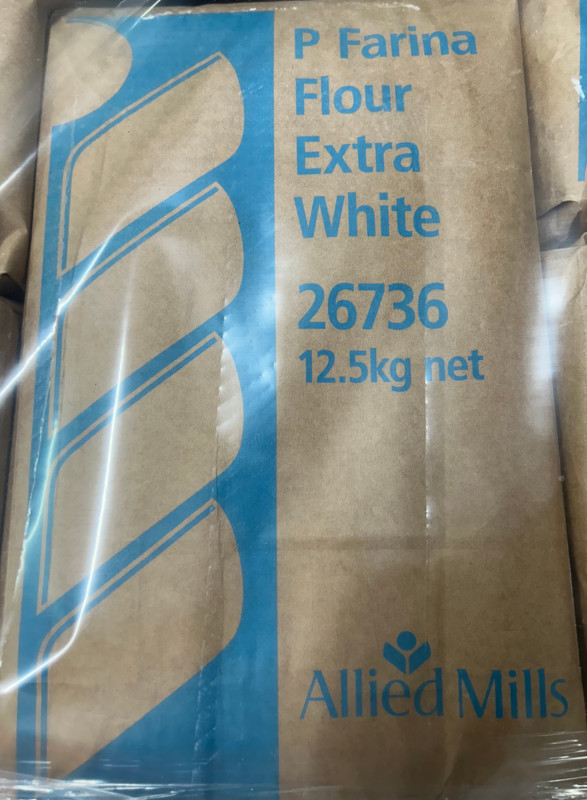 P Farina
Flour
Extra
White
26736
12.5kg net
Allied Mills